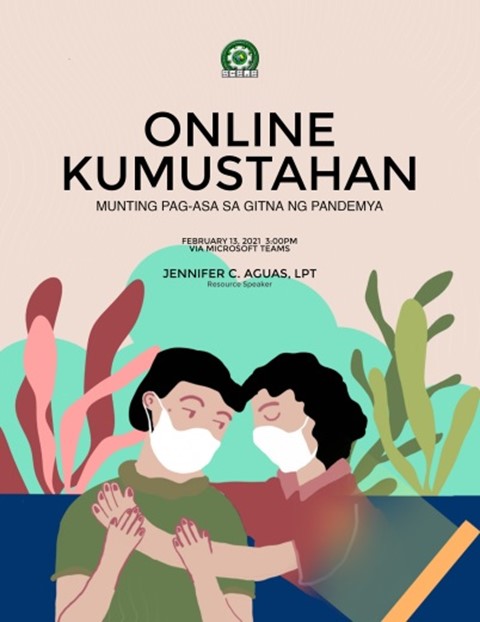 ONLINE
KUMUSTAHAN
MUNTING PAG-ASA SA GITNA NG PANDEMYA
FEBRUARY 13, 2021 3:00PM
VIA MICROSOFT TEAMS
JENNIFER C. AGUAS, LPT
Resource Speaker